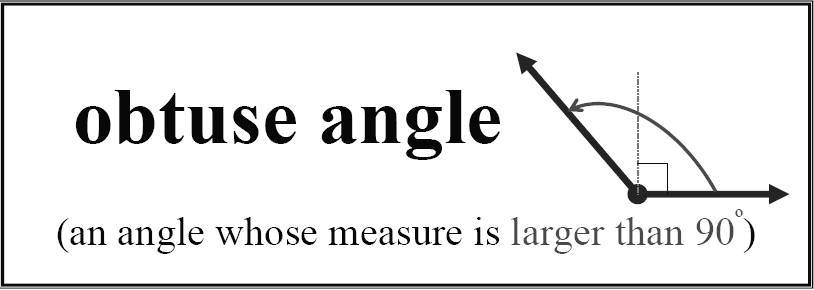 obtuse angle
(an angle whose measure is larger than 90°)